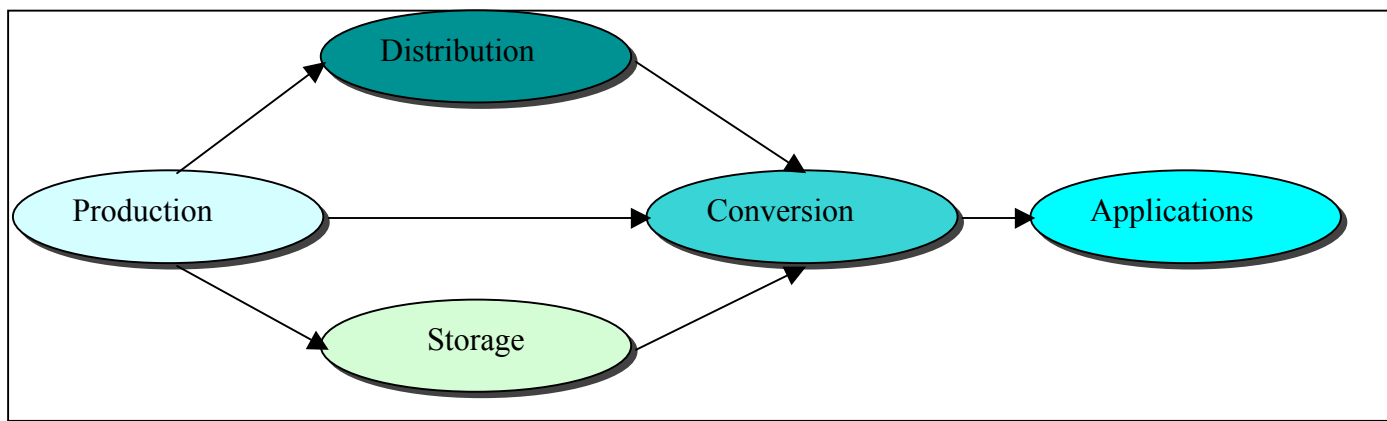 Distribution
Production
Conversion
Applications
Storage